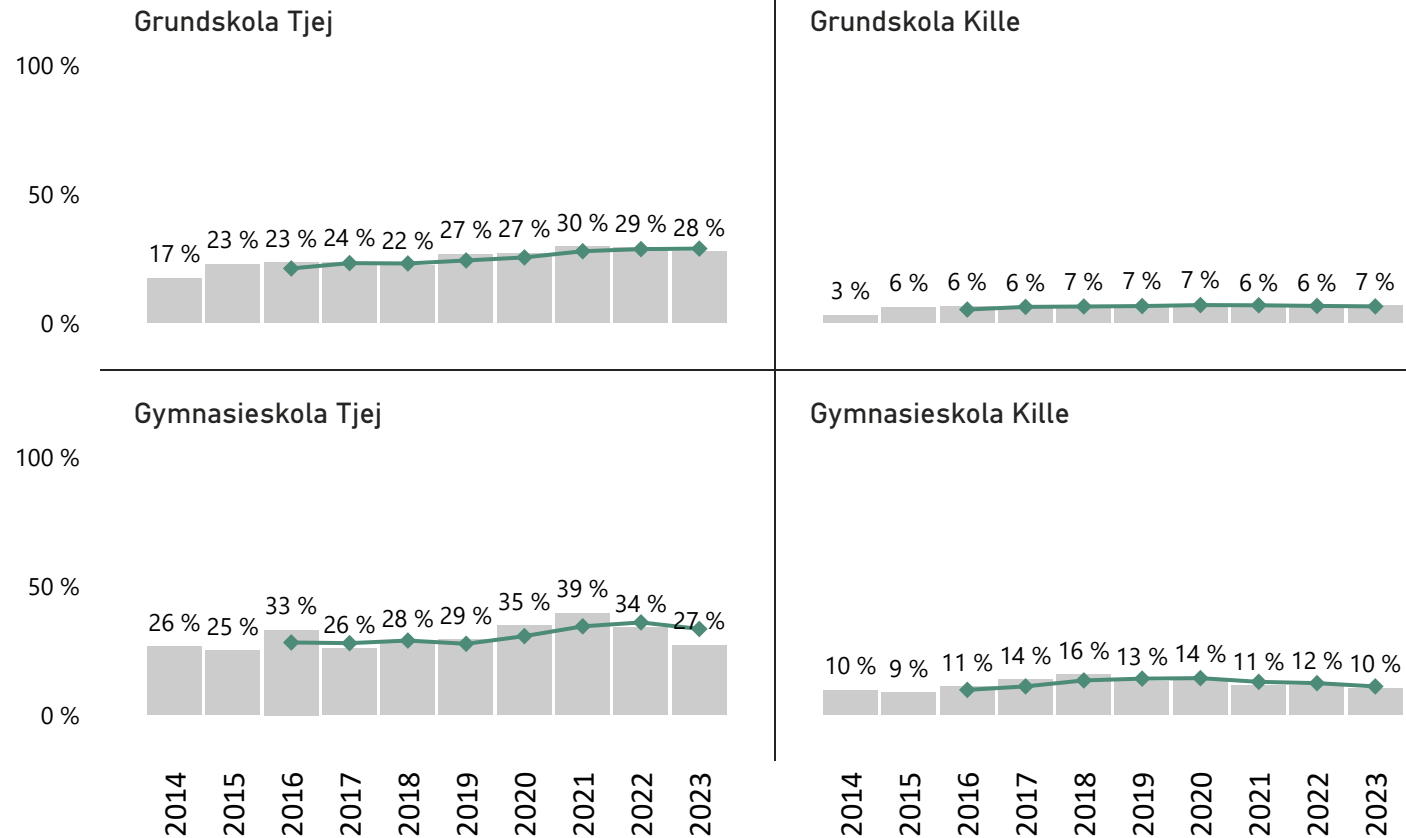 Grundskola Tjej
Grundskola Kille
100 %
50 %
0 %
17 % 23 % 23 % 24 % 22 % 27 % 27 % 30 % 29 % 28 %
3 % 6 % 6 % 6 % 7 % 7 % 7 % 6 % 6 % 7 %
Gymnasieskola Tjej
Gymnasieskola Kille
100 %
50 %
0 %
26 % 25 % 33 % 26 % 28 % 29 % 35 % 39 % 34 % 27 %
10 % 9 % 11 % 14 % 16 % 13 % 14 % 11 % 12 % 10 %
2014 2015 2016 2017 2018 2019 2020 2021 2022 2023
2014 2015 2016 2017 2018 2019 2020 2021 2022 2023